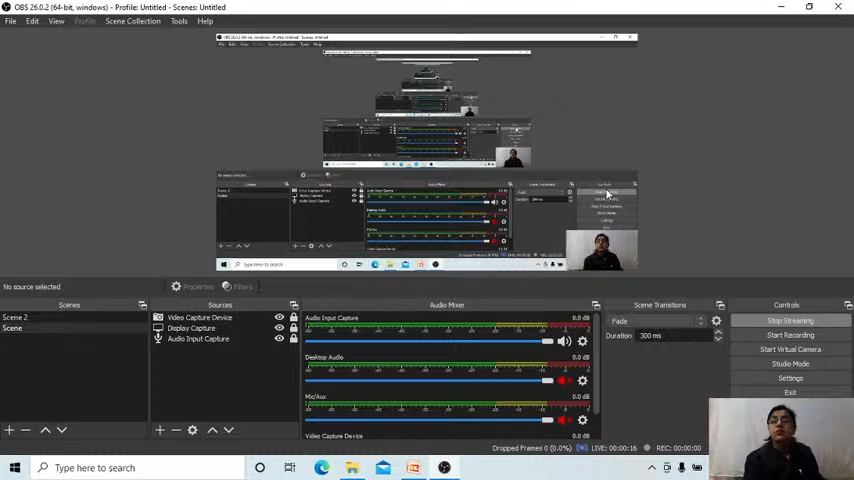 OBS 26.0.2 (64-bit, windows) - Profile: Untitled - Scenes: Untitled
File Edit View Profile Scene Collection Tools Help
No source selected Properties Filters
Scenes Sources Audio Mixer Scene Transitions Controls
Scene 2 Video Capture Device Audio Input Capture 0.0 dB Fade Stop Streaming
Scene Display Capture Duration 300 ms Start Recording
Audio Input Capture Start Virtual Camera
Desktop Audio 0.0 dB Studio Mode
Settings
Mic/Aux 0.0 dB Exit
Video Capture Device
Dropped Frames 0 (0.0%) LIVE: 00:00:16 REC: 00:00:00
Type here to search